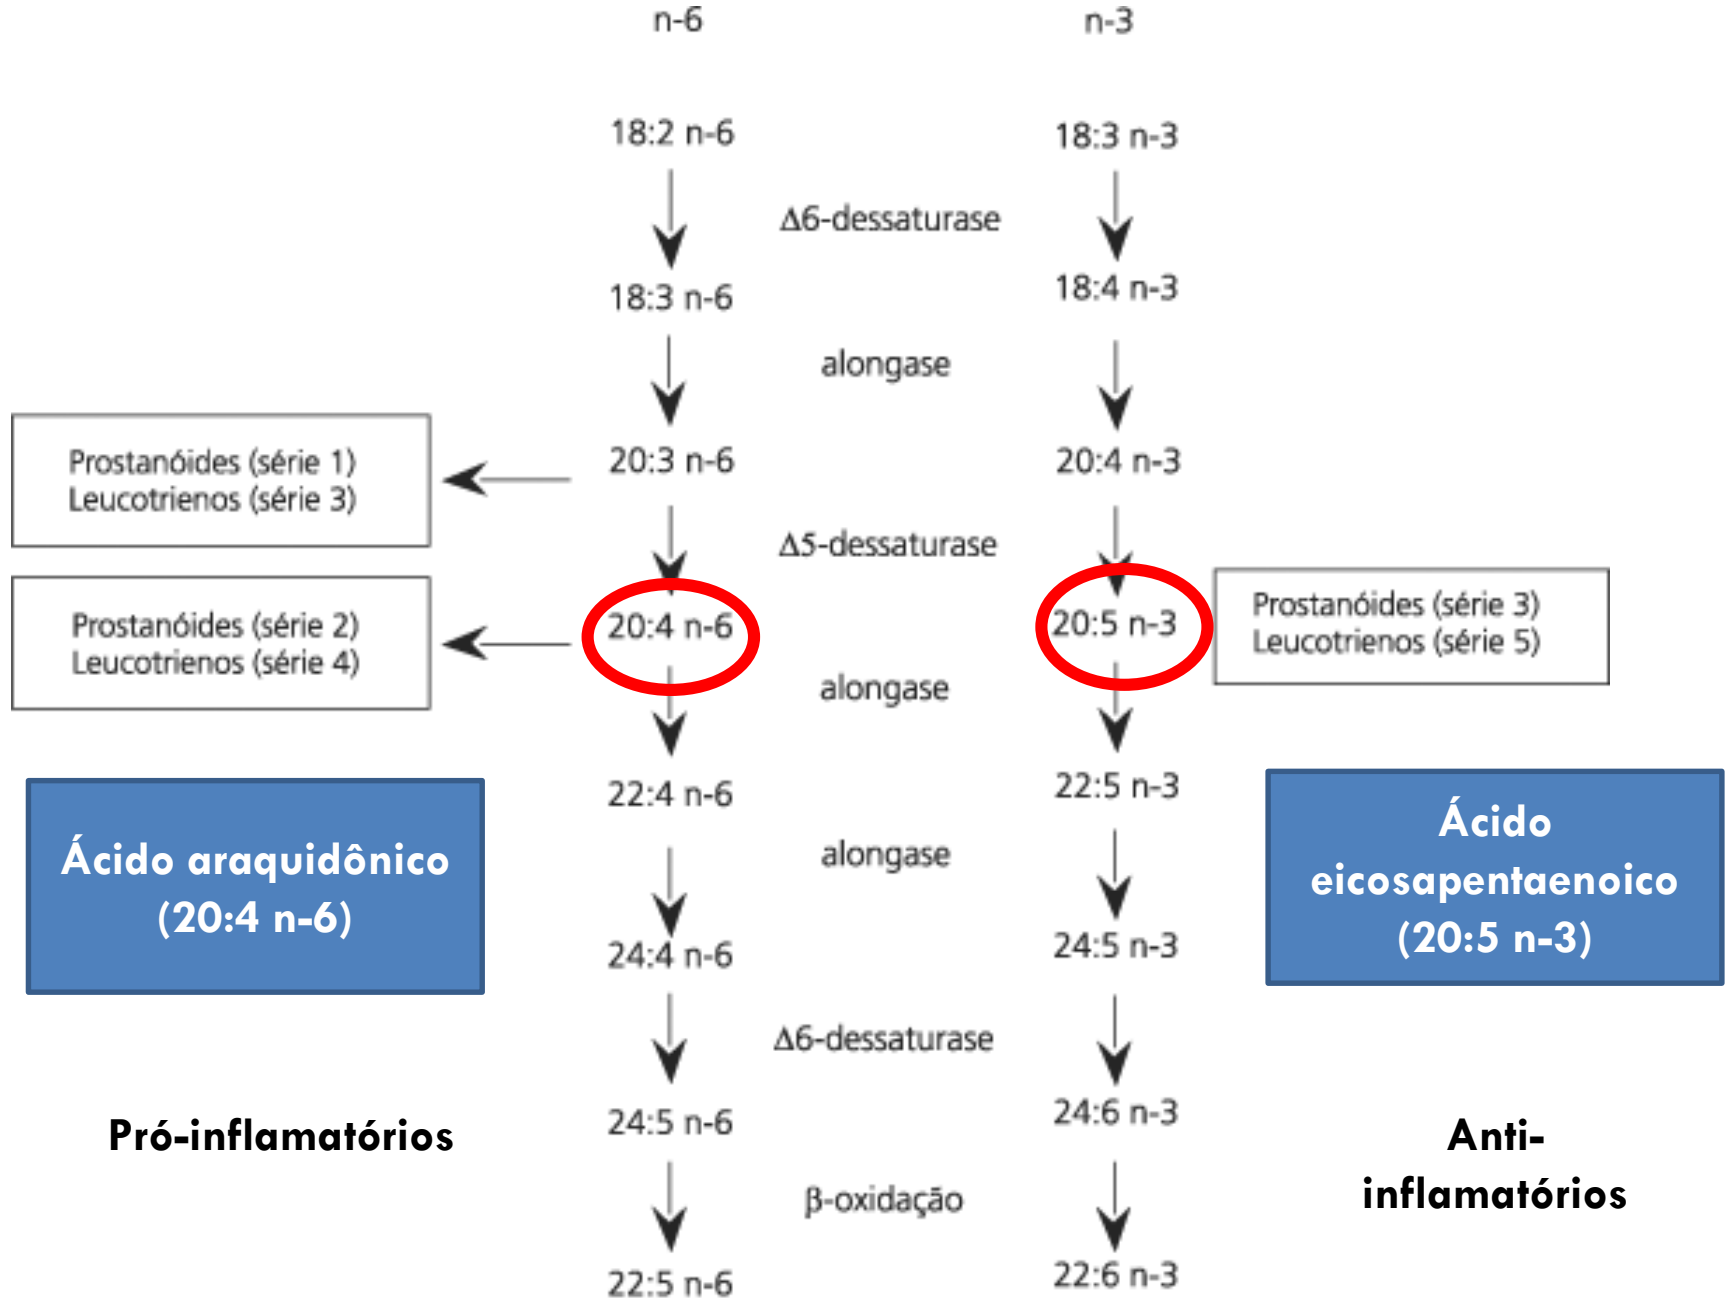 n-6
n-3
18:2 n-6
18:3 n-3
Δ6-dessaturase
18:3 n-6
18:4 n-3
alongase
Prostanóides (série 1)
Leucotrienos (série 3)
20:3 n-6
20:4 n-3
Δ5-dessaturase
Prostanóides (série 2)
Leucotrienos (série 4)
20:4 n-6
20:5 n-3
Prostanóides (série 3)
Leucotrienos (série 5)
alongase
22:4 n-6
22:5 n-3
Ácido araquidônico
(20:4 n-6)
alongase
Ácido
eicosapentaenoico
(20:5 n-3)
24:4 n-6
24:5 n-3
Δ6-dessaturase
Pró-inflamatórios
24:5 n-6
24:6 n-3
Anti-
inflamatórios
β-oxidação
22:5 n-6
22:6 n-3